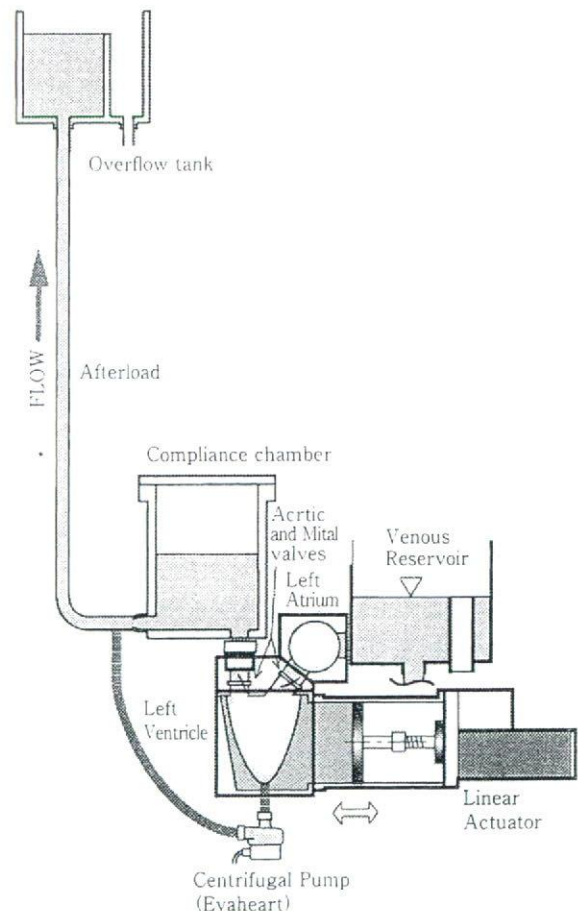 Overflow tank
FLOW
Afterload
Compliance chamber
Acrtic
and Mital
valves
Left
Atrium
Venous
Reservoir
Left
Ventricle
Linear
Actuator
Centrifugal Pump
(Evaheart)